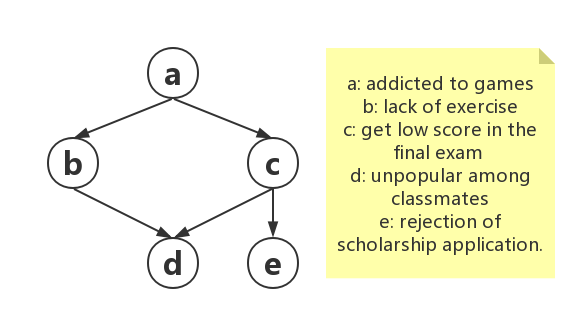 a
b
c
d
e
a: addicted to games
b: lack of exercise
c: get low score in the
final exam
d: unpopular among
classmates
e: rejection of
scholarship application.